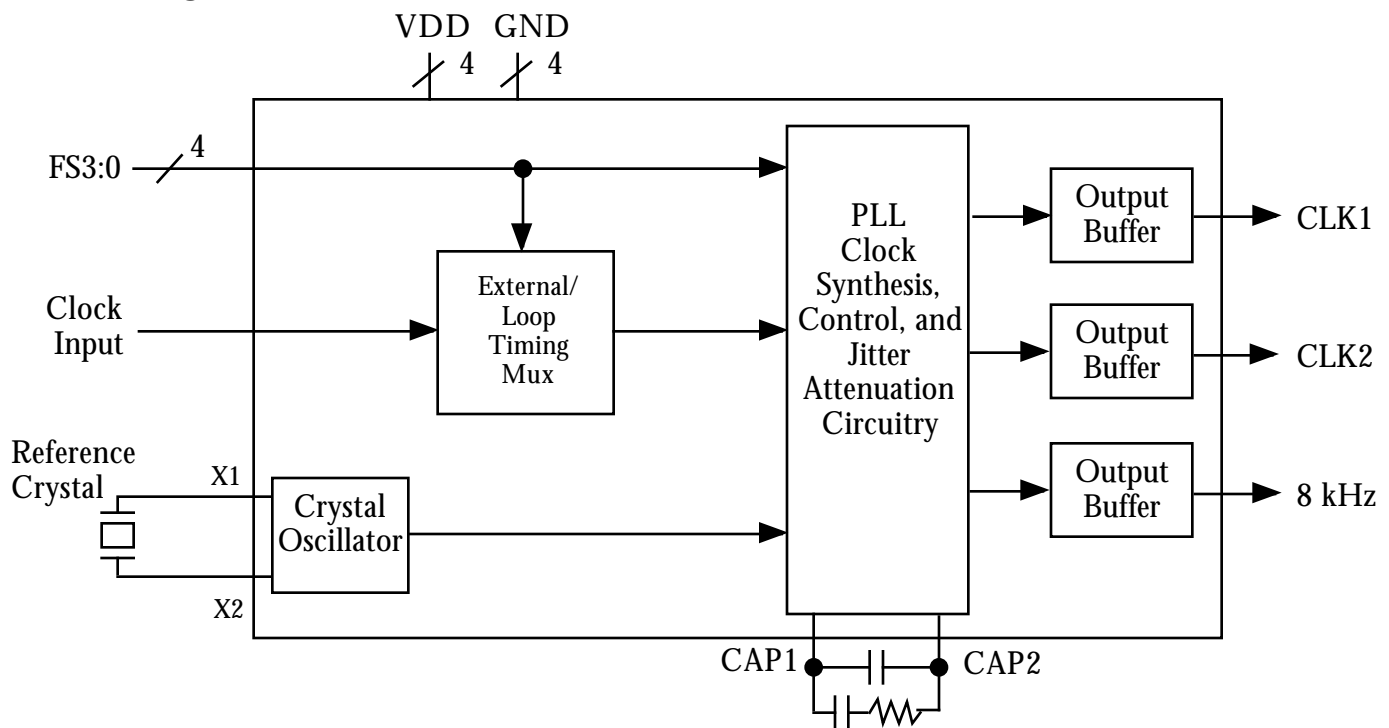 VDD GND
4 4
FS3:0
4
Clock
Input
External/
Loop
Timing
Mux
PLL
Clock
Synthesis,
Control, and
Jitter
Attenuation
Circuitry
Output
Buffer
CLK1
Output
Buffer
CLK2
Output
Buffer
8 kHz
Reference
Crystal
X1
X2
Crystal
Oscillator
CAP1
CAP2